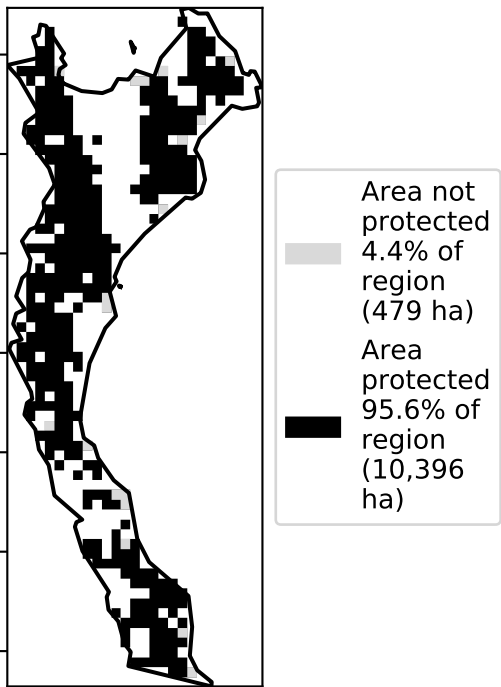 Area not
protected
4.4% of
region
(479 ha)
Area
protected
95.6% of
region
(10,396
ha)